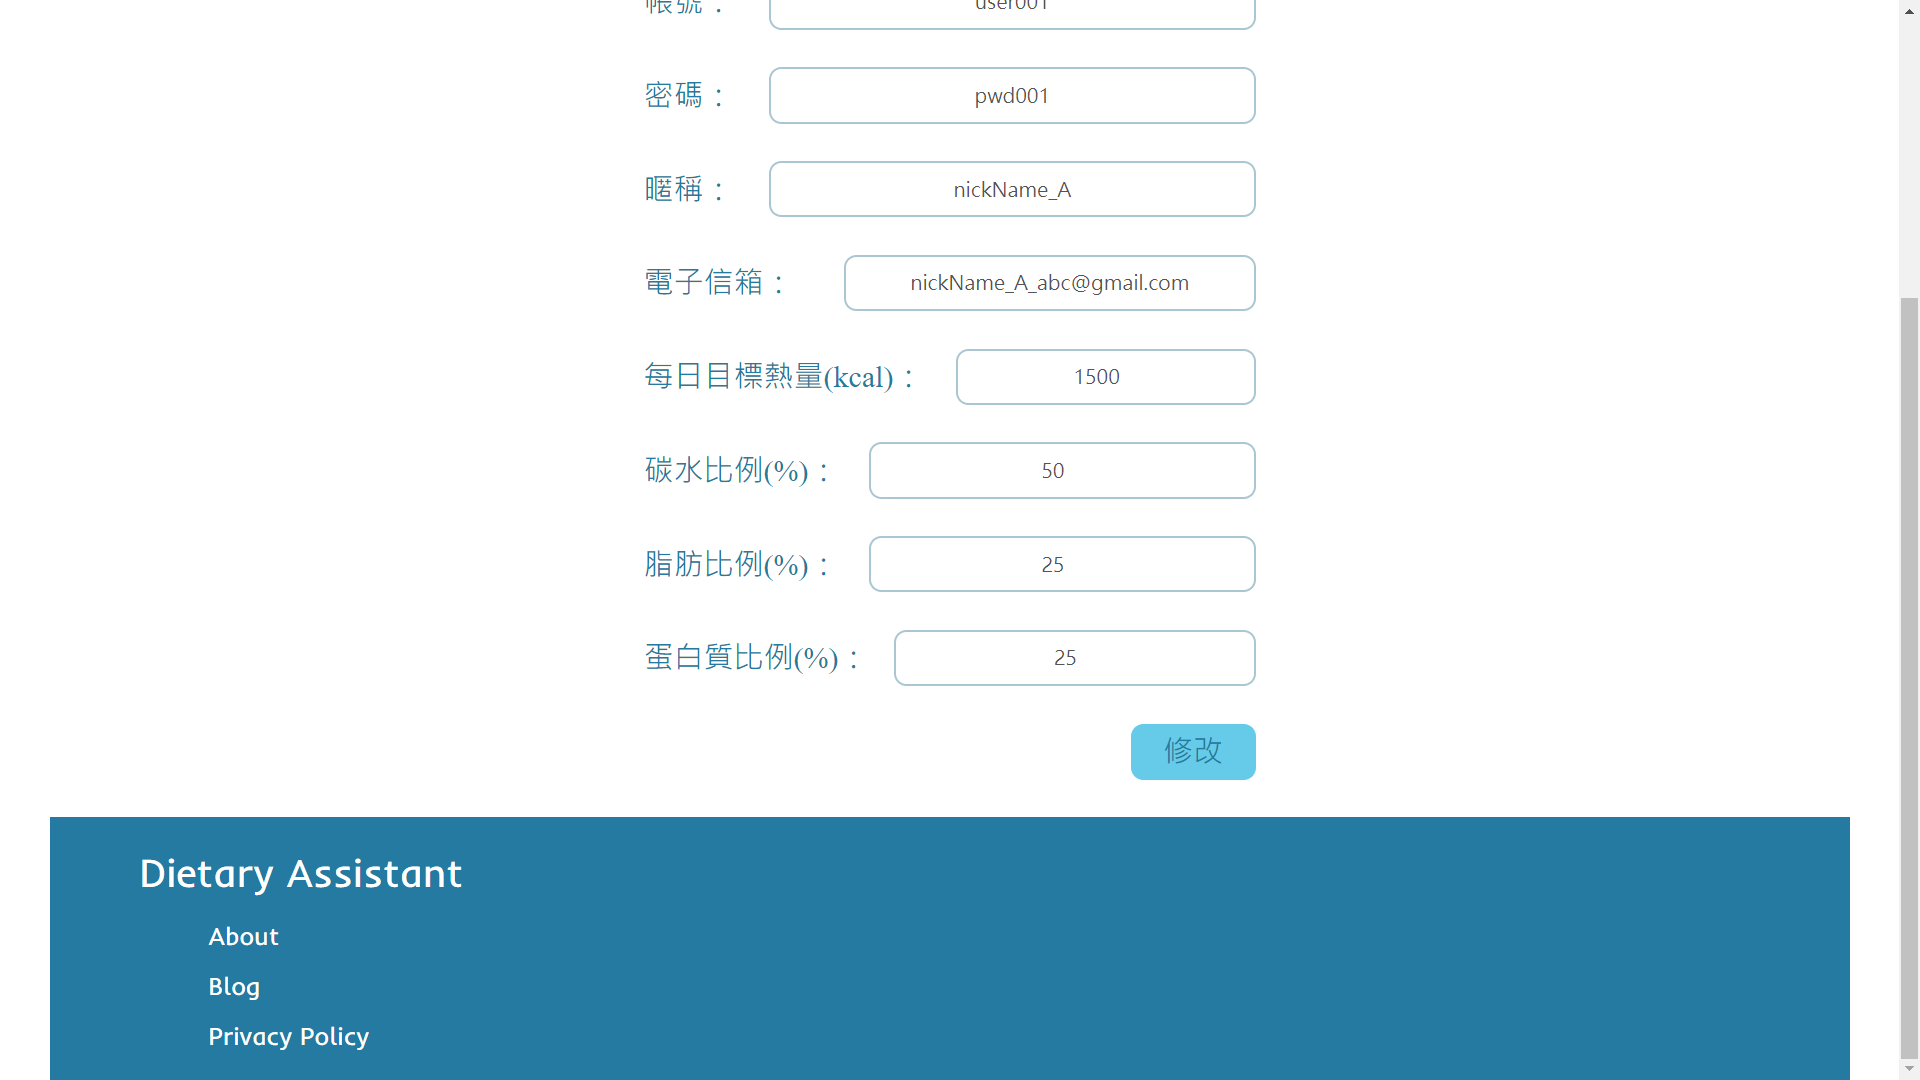 帳號：
user001
密碼：
pwd001
暱稱：
nickName_A
電子信箱：
nickName_A_abc@gmail.com
每日目標熱量(kcal)：
1500
碳水比例(%)：
50
脂肪比例(%)：
25
蛋白質比例(%)：
25
修改
Dietary Assistant
About
Blog
Privacy Policy